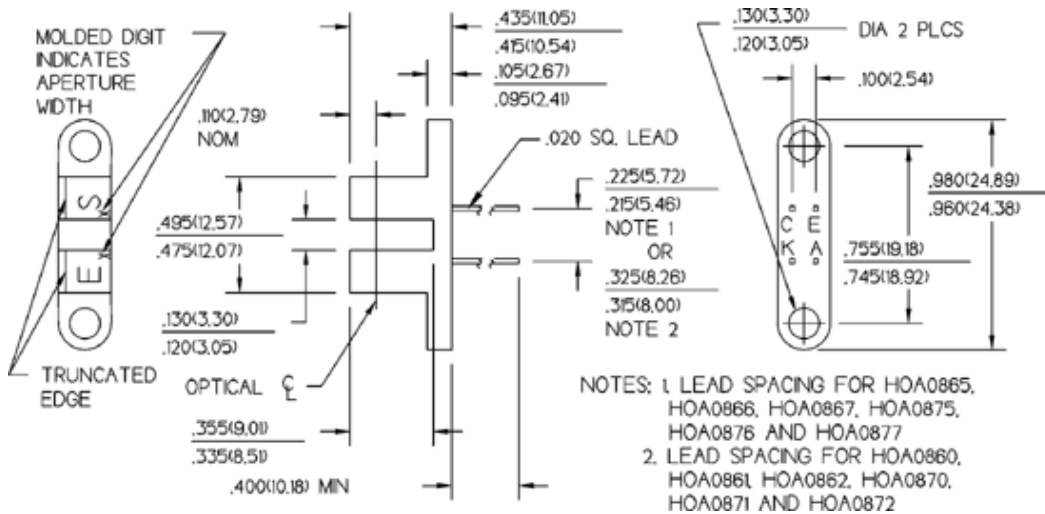 MOLDED DIGIT
INDICATES
APERTURE
WIDTH
S
E
TRUNCATED
EDGE
.110(2.79)
NOM
.435(11.05)
.415(10.54)
.105(2.67)
.095(2.41)
.020 SQ. LEAD
.495(12.57)
.475(12.07)
.225(5.72)
.215(5.46)
NOTE 1
OR
.325(8.26)
.315(8.00)
NOTE 2
.130(3.30)
.120(3.05)
OPTICAL ℄
.355(9.01)
.335(8.51)
.400(10.18) MIN
.130(3.30)
.120(3.05)
DIA 2 PLCS
.100(2.54)
C E
K A
.980(24.89)
.960(24.38)
.755(19.18)
.745(18.92)
NOTES: 1. LEAD SPACING FOR HOA0865,
HOA0866, HOA0867, HOA0875,
HOA0876 AND HOA0877
2. LEAD SPACING FOR HOA0860,
HOA0861, HOA0862, HOA0870,
HOA0871 AND HOA0872